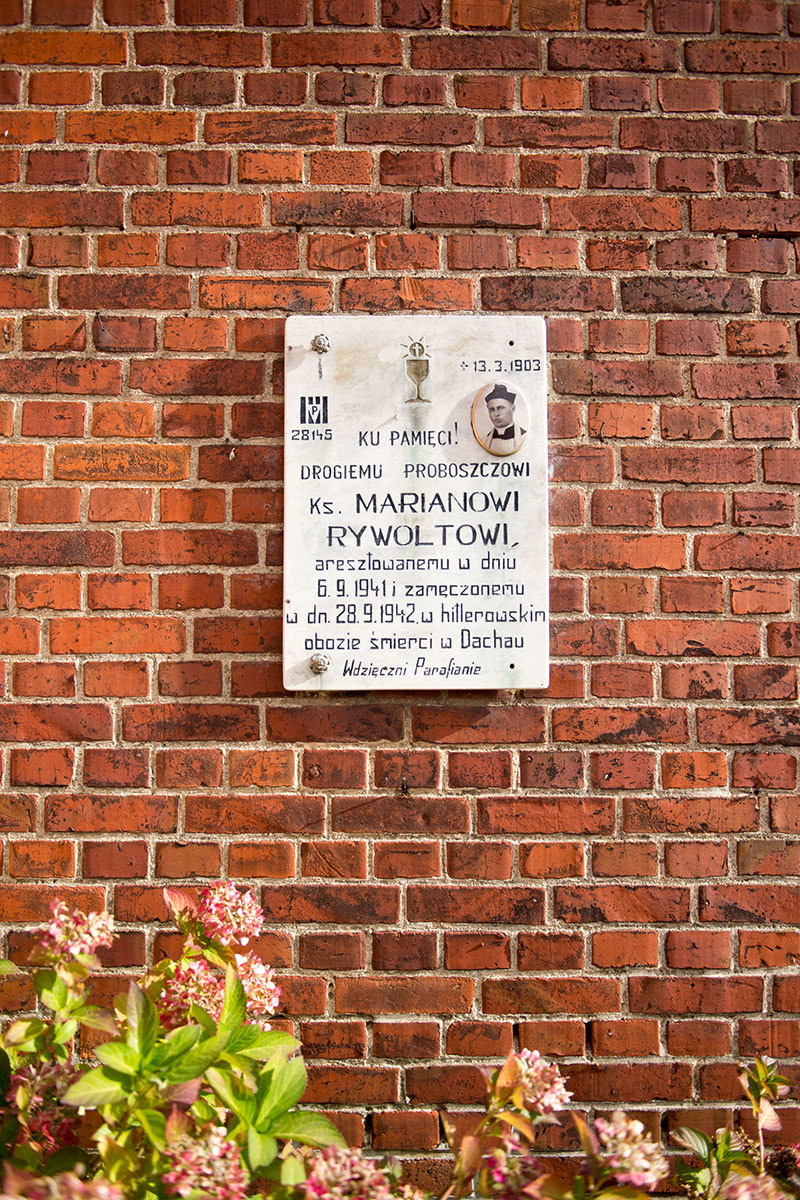 ✝ 13.3.1903
P
28145
KU PAMIĘCI!
DROGIEMU PROBOSZCZOWI
Ks. MARIANOWI
RYWOLTOWI,
aresztowanemu w dniu
6.9.1941 i zamęczonemu
w dn. 28.9.1942, w hitlerowskim
obozie śmierci w Dachau
Wdzięczni Parafianie